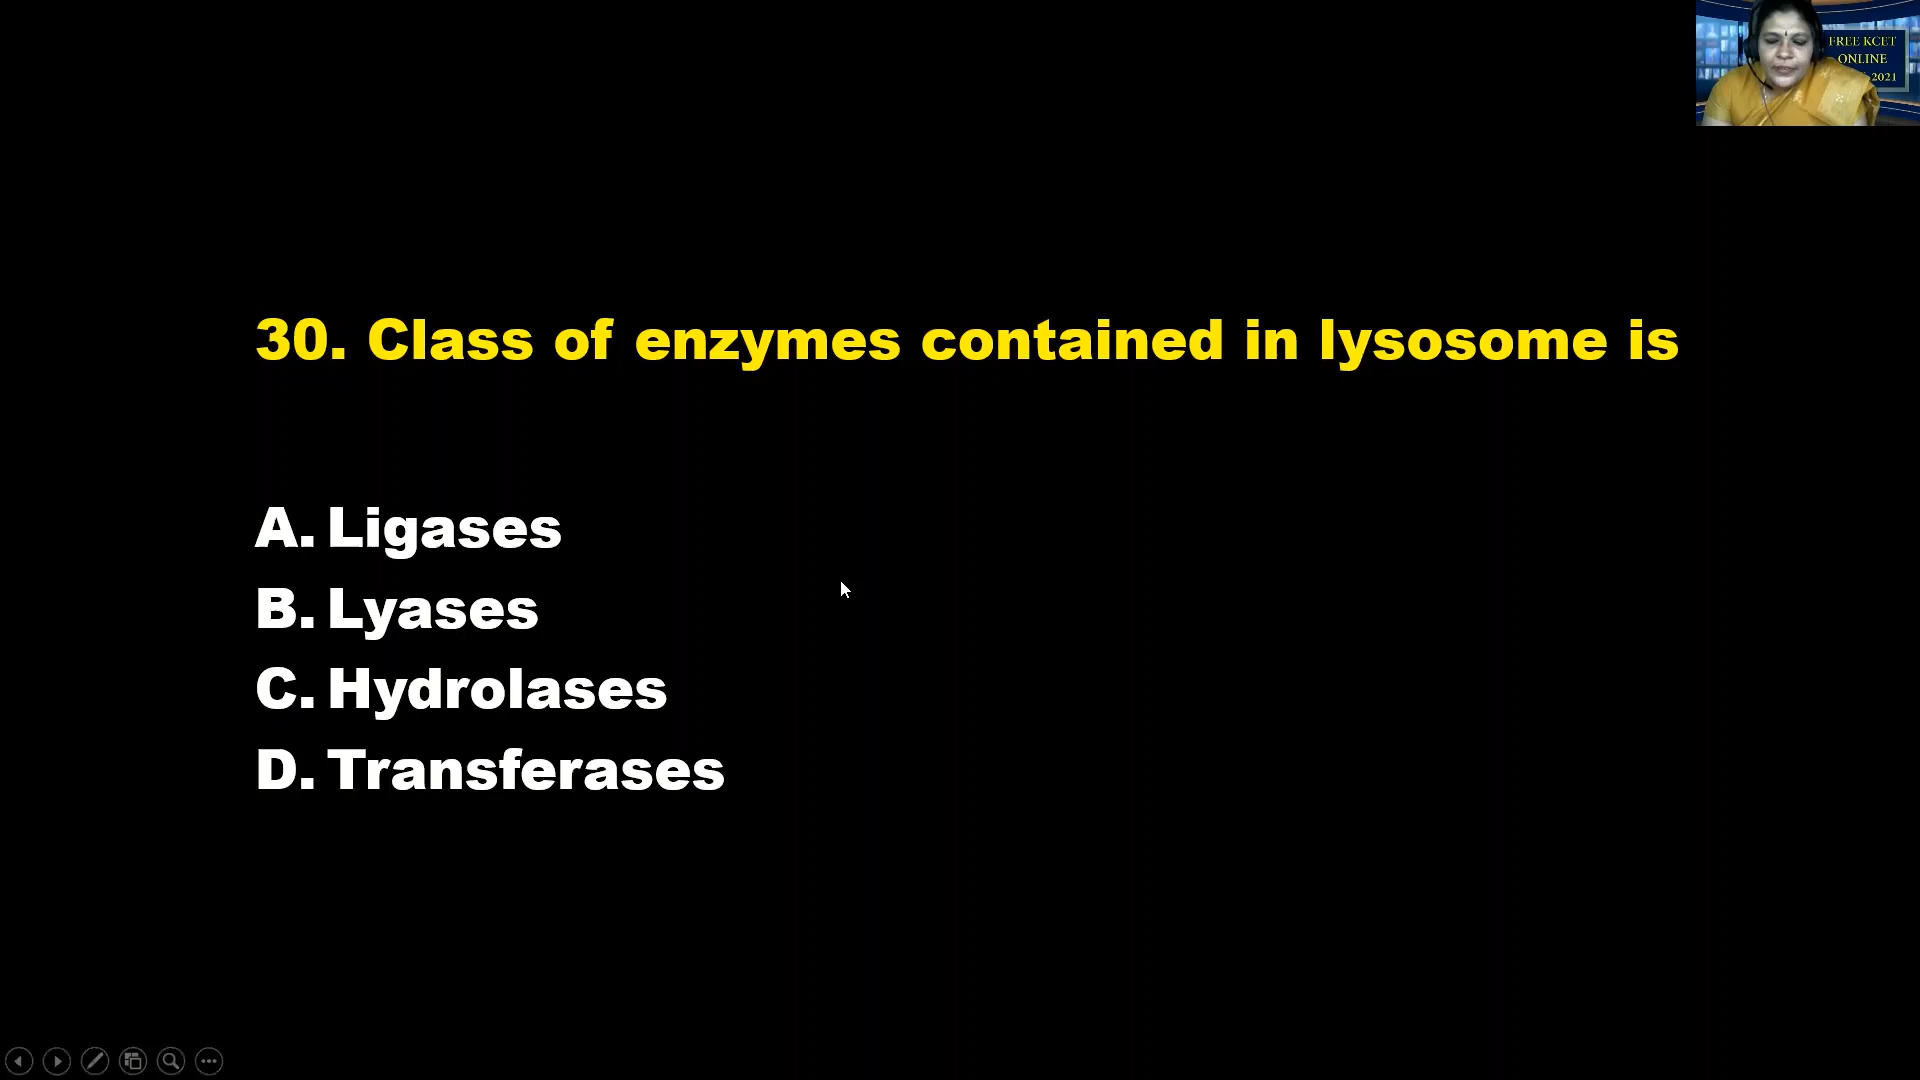 FREE KCET
ONLINE
2021
30. Class of enzymes contained in lysosome is
A. Ligases
B. Lyases
C. Hydrolases
D. Transferases